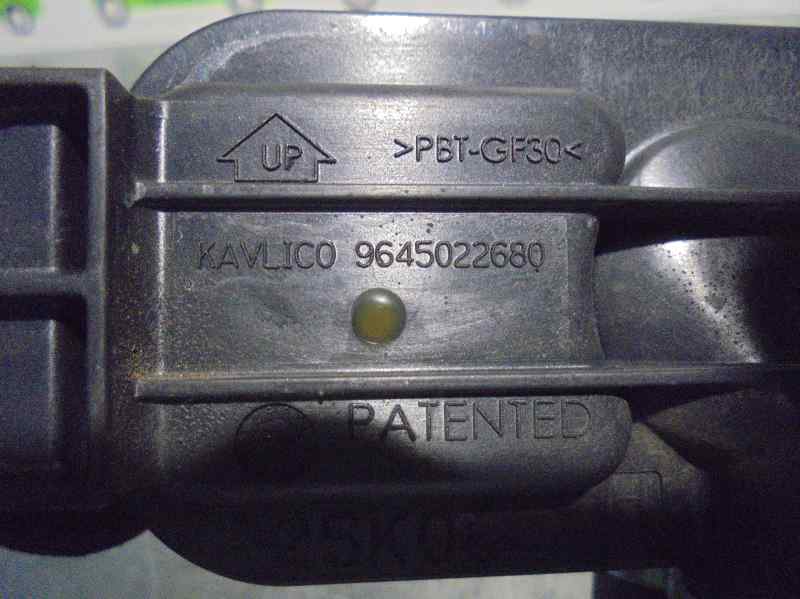 UP
>PBT-GF30<
KAVLICO 9645022680
PATENTED